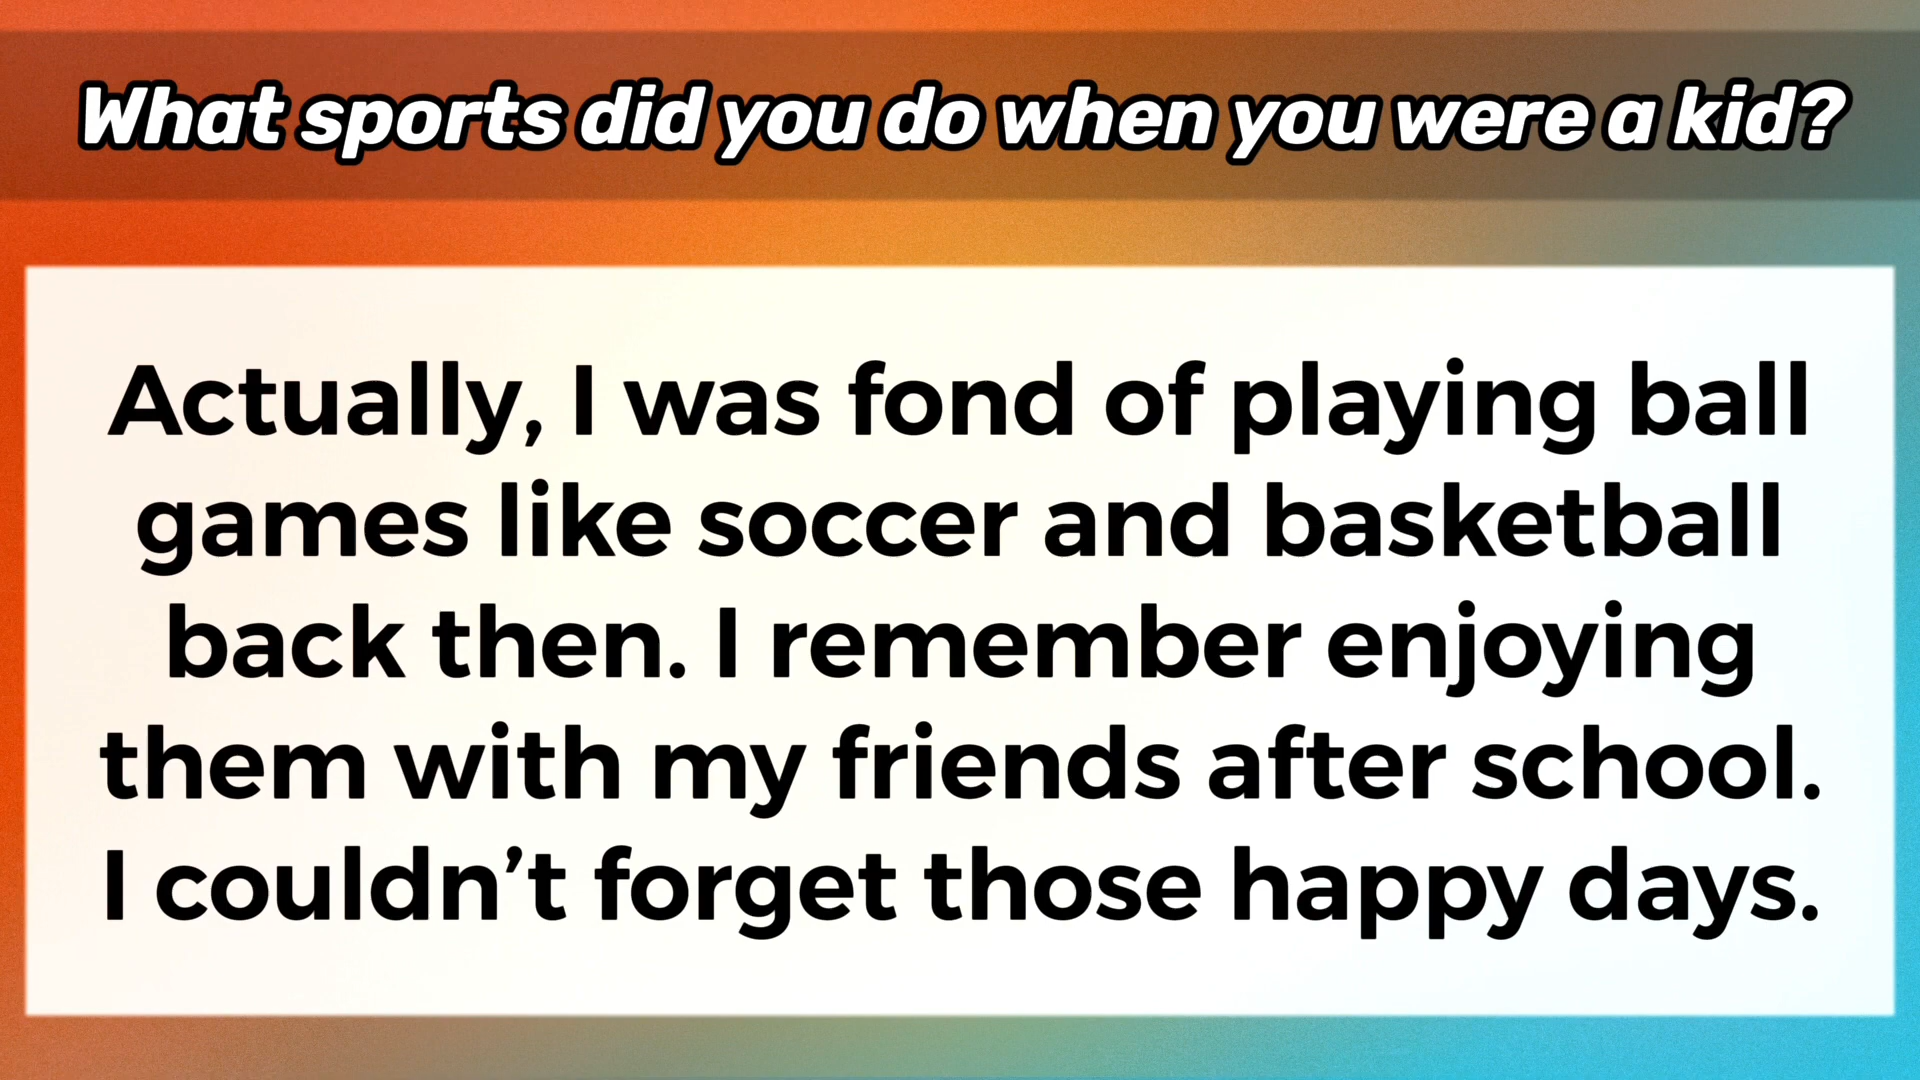 What sports did you do when you were a kid?
Actually, I was fond of playing ball
games like soccer and basketball
back then. I remember enjoying
them with my friends after school.
I couldn’t forget those happy days.